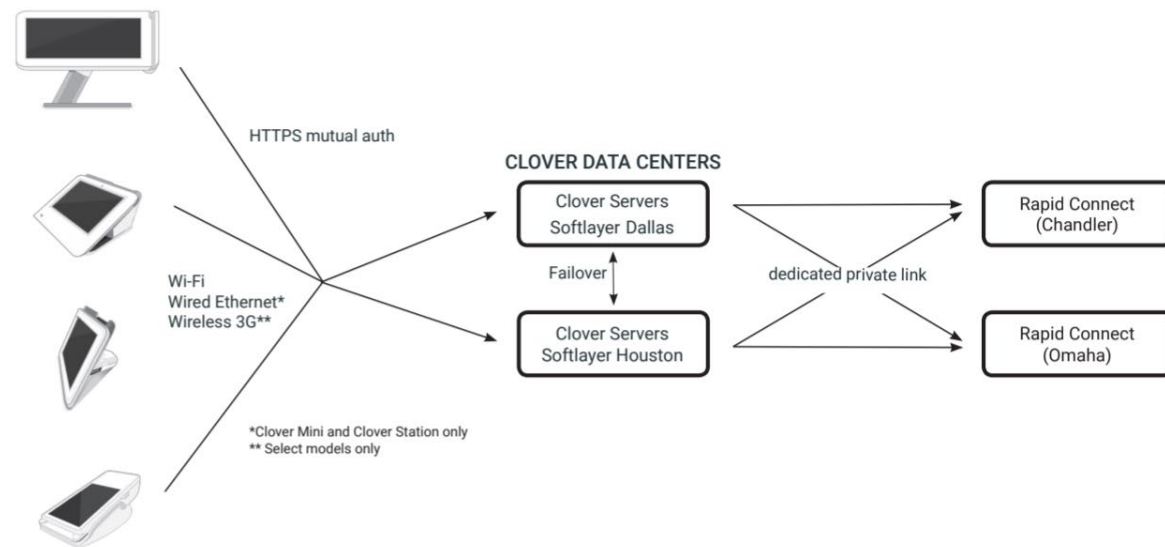 HTTPS mutual auth
CLOVER DATA CENTERS
Clover Servers
Softlayer Dallas
Rapid Connect
(Chandler)
Wi-Fi
Wired Ethernet*
Wireless 3G**
Failover
dedicated private link
Clover Servers
Softlayer Houston
Rapid Connect
(Omaha)
*Clover Mini and Clover Station only
** Select models only